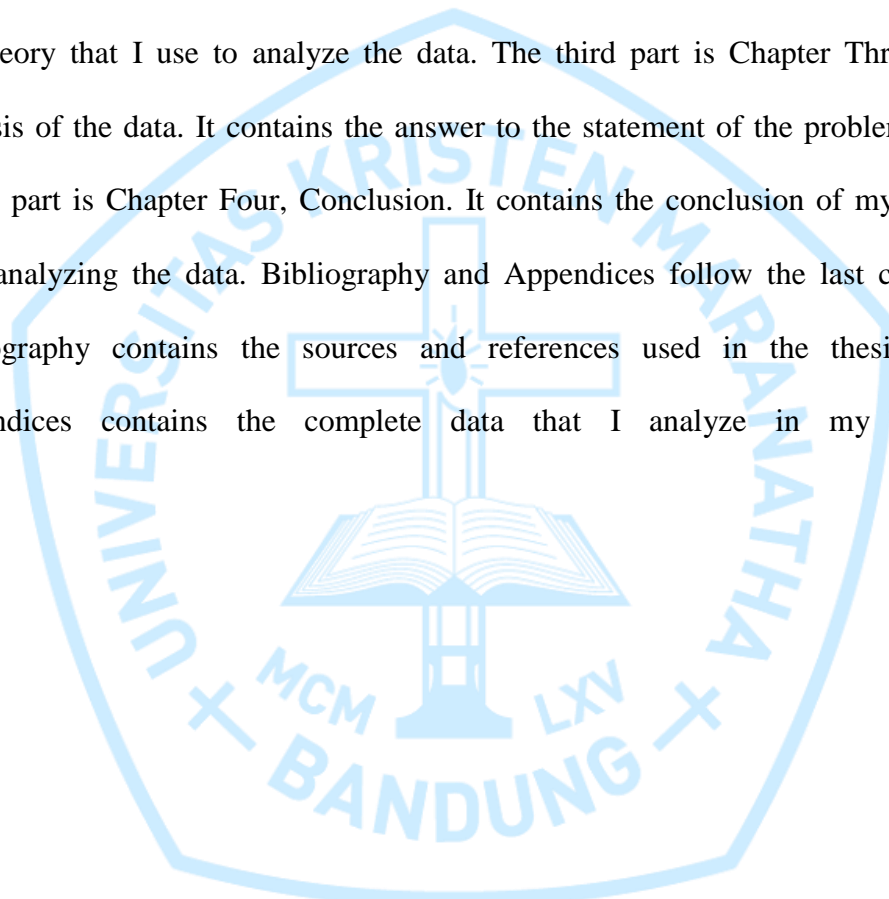 eory that I use to analyze the data. The third part is Chapter Thr
sis of the data. It contains the answer to the statement of the proble
part is Chapter Four, Conclusion. It contains the conclusion of my
analyzing the data. Bibliography and Appendices follow the last c
ography contains the sources and references used in the thesi
ndices contains the complete data that I analyze in my
UNIVERSITAS KRISTEN MARANATHA
MCM LXV
BANDUNG